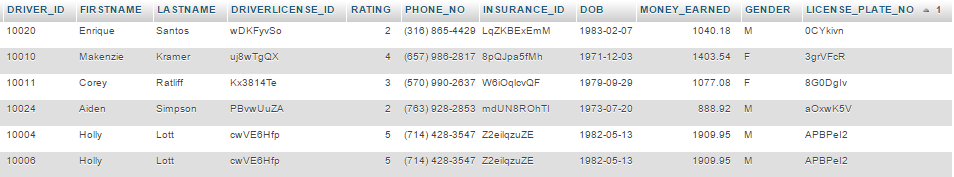 DRIVER_ID FIRSTNAME LASTNAME DRIVERLICENSE_ID RATING PHONE_NO INSURANCE_ID DOB MONEY_EARNED GENDER LICENSE_PLATE_NO 1
10020 Enrique Santos wDKFyvSo 2 (316) 865-4429 LqZKBExEmM 1983-02-07 1040.18 M 0CYkivn
10010 Makenzie Kramer uj8wTgQX 4 (657) 986-2817 8pQJpa5fMh 1971-12-03 1403.54 F 3grVFcR
10011 Corey Ratliff Kx3814Te 3 (570) 990-2637 W6iOqlcvQF 1979-09-29 1077.08 F 8G0DgIv
10024 Aiden Simpson PBvwUuZA 2 (763) 928-2853 mdUN8ROhTI 1973-07-20 888.92 M aOxwK5V
10004 Holly Lott cwVE6Hfp 5 (714) 428-3547 Z2eilqzuZE 1982-05-13 1909.95 M APBPeI2
10006 Holly Lott cwVE6Hfp 5 (714) 428-3547 Z2eilqzuZE 1982-05-13 1909.95 M APBPeI2